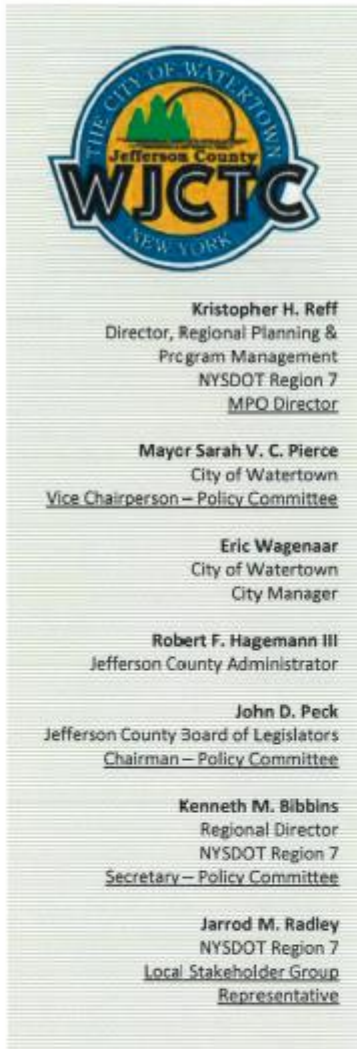 THE CITY OF WATERTOWN
Jefferson County
WJCTC
NEW YORK
Kristopher H. Reff
Director, Regional Planning &
Program Management
NYSDOT Region 7
MPO Director
Mayor Sarah V. C. Pierce
City of Watertown
Vice Chairperson – Policy Committee
Eric Wagenaar
City of Watertown
City Manager
Robert F. Hagemann III
Jefferson County Administrator
John D. Peck
Jefferson County Board of Legislators
Chairman – Policy Committee
Kenneth M. Bibbins
Regional Director
NYSDOT Region 7
Secretary – Policy Committee
Jarrod M. Radley
NYSDOT Region 7
Local Stakeholder Group
Representative